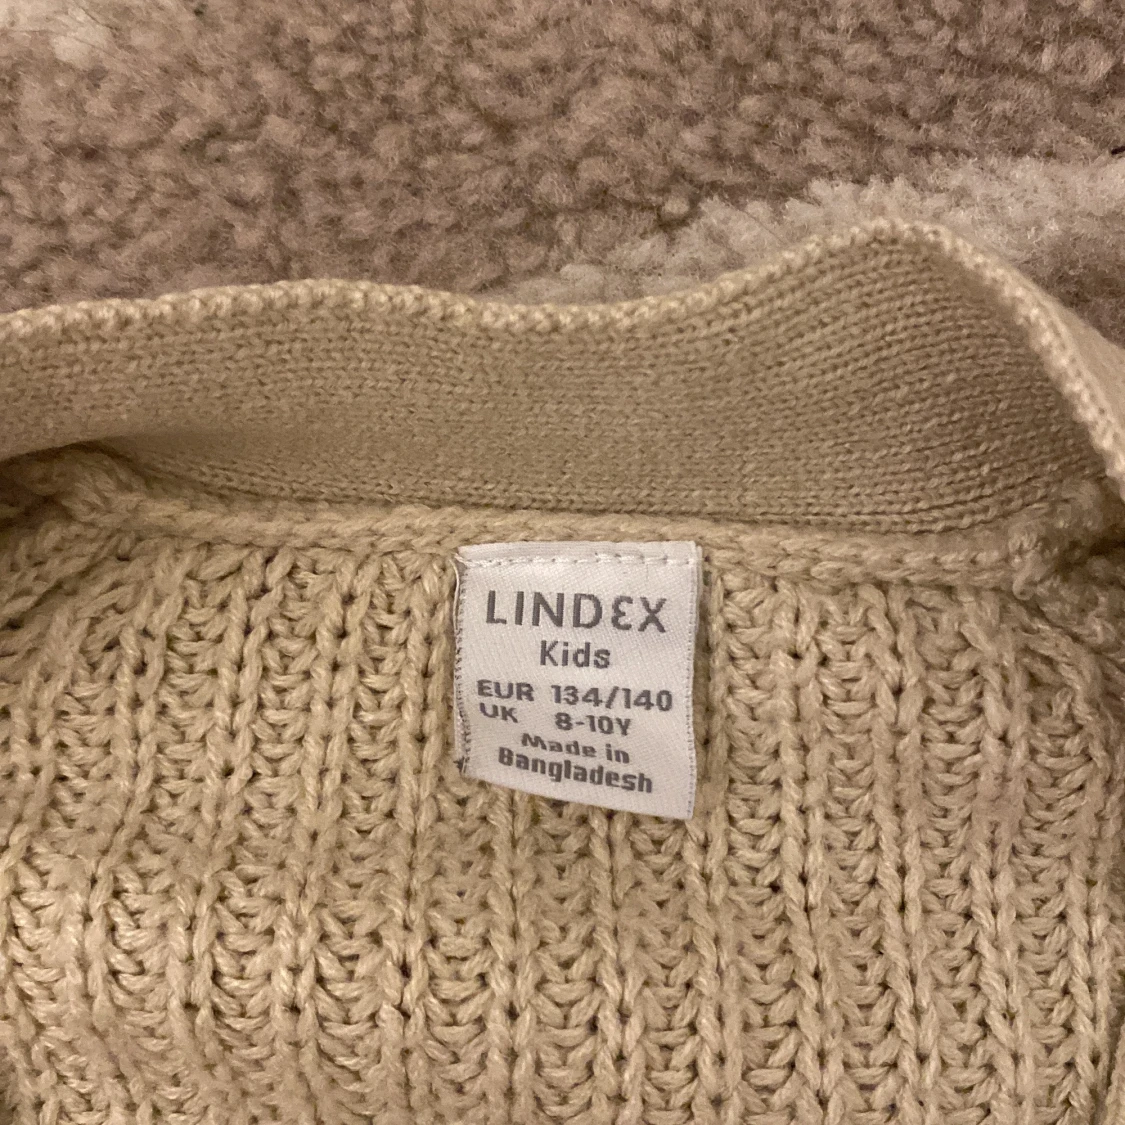 LINDEX
Kids
EUR 134/140
UK 8-10Y
Made in
Bangladesh